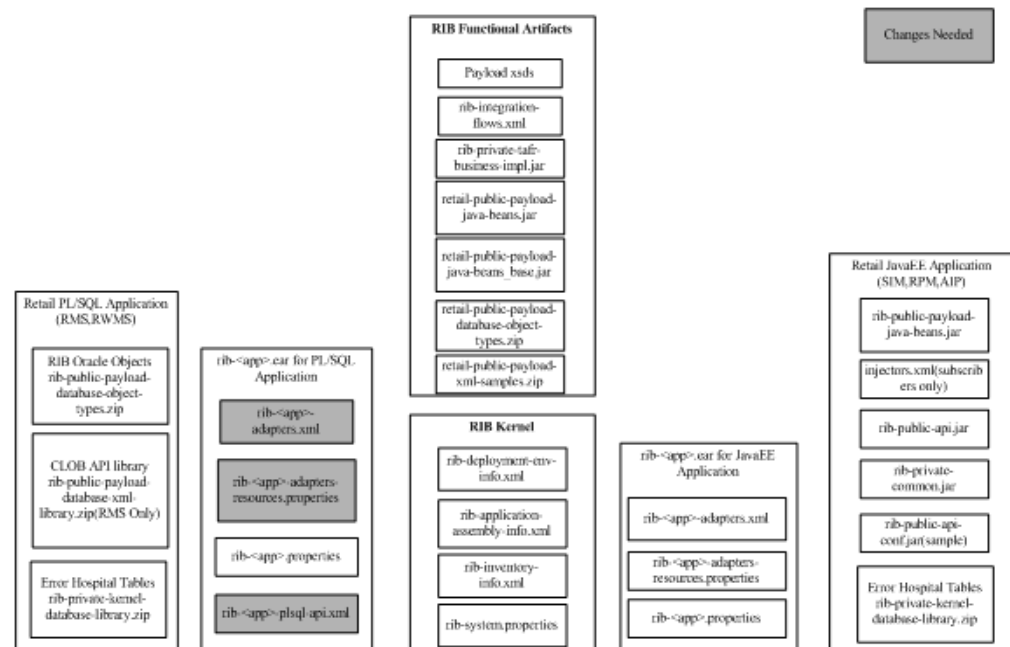 RIB Functional Artifacts
Payload xsds
rib-integration-
flows.xml
rib-private-tafr-
business-impl.jar
retail-public-payload-
java-beans.jar
retail-public-payload-
java-beans_base.jar
retail-public-payload-
database-object-
types.zip
retail-public-payload-
xml-samples.zip
Changes Needed
Retail PL/SQL Application
(RMS,RWMS)
RIB Oracle Objects
rib-public-payload-
database-object-
types.zip
CLOB API library
rib-public-payload-
database-xml-
library.zip(RMS Only)
Error Hospital Tables
rib-private-kernel-
database-library.zip
rib-<app>.ear for PL/SQL
Application
rib-<app>-
adapters.xml
rib-<app>-adapters-
resources.properties
rib-<app>.properties
rib-<app>-plsql-api.xml
RIB Kernel
rib-deployment-env-
info.xml
rib-application-
assembly-info.xml
rib-inventory-
info.xml
rib-system.properties
rib-<app>.ear for JavaEE
Application
rib-<app>-adapters.xml
rib-<app>-adapters-
resources.properties
rib-<app>.properties
Retail JavaEE Application
(SIM,RPM,AIP)
rib-public-payload-
java-beans.jar
injectors.xml(subscrib
ers only)
rib-public-api.jar
rib-private-
common.jar
rib-public-api-
conf.jar(sample)
Error Hospital Tables
rib-private-kernel-
database-library.zip